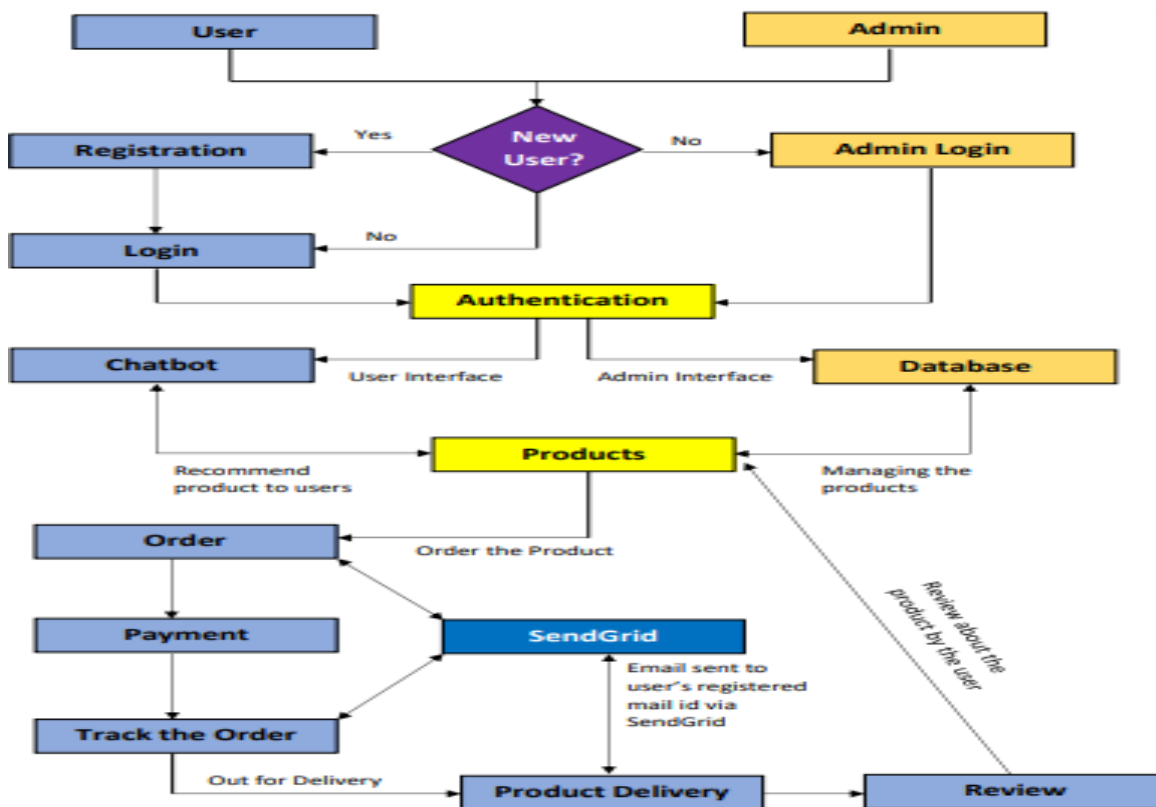 User
Admin
New
User?
Yes
No
Registration
Admin Login
Login
No
Authentication
Chatbot
User Interface
Admin Interface
Database
Products
Recommend
product to users
Managing the
products
Order
Order the Product
Review about the
product by the user
Payment
SendGrid
Email sent to
user's registered
mail id via
SendGrid
Track the Order
Out for Delivery
Product Delivery
Review